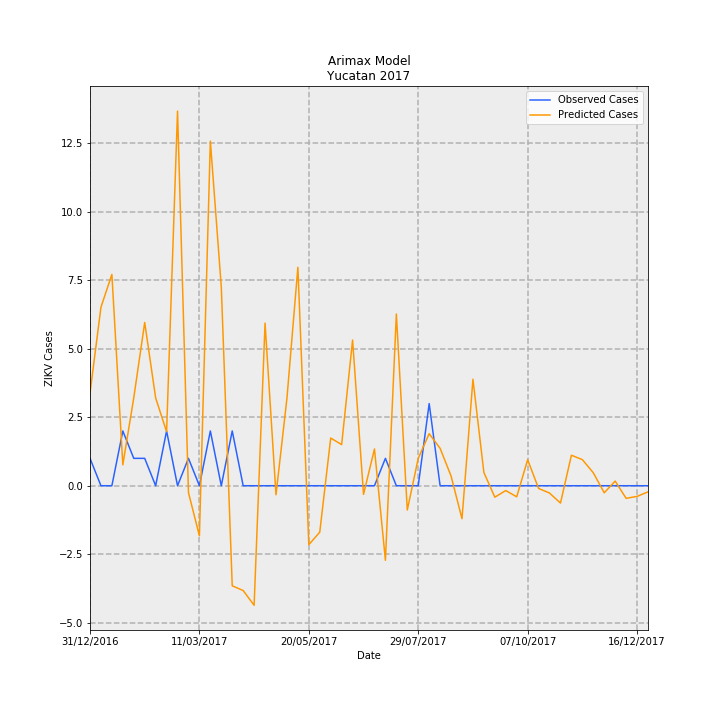 Arimax Model
Yucatan 2017
Observed Cases
Predicted Cases
ZIKV Cases
12.5
10.0
7.5
5.0
2.5
0.0
−2.5
−5.0
31/12/2016 11/03/2017 20/05/2017 29/07/2017 07/10/2017 16/12/2017
Date